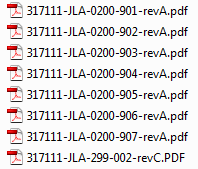 317111-JLA-0200-901-revA.pdf
317111-JLA-0200-902-revA.pdf
317111-JLA-0200-903-revA.pdf
317111-JLA-0200-904-revA.pdf
317111-JLA-0200-905-revA.pdf
317111-JLA-0200-906-revA.pdf
317111-JLA-0200-907-revA.pdf
317111-JLA-299-002-revC.PDF